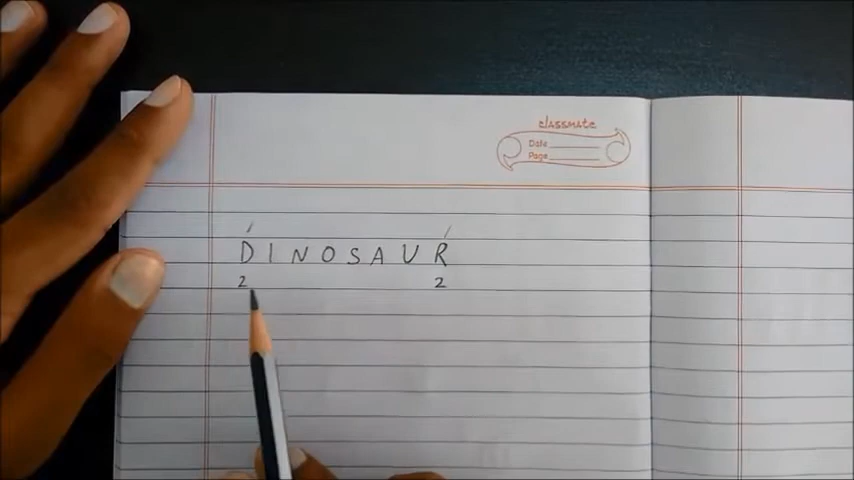 classmate
Date
Page
DINOSAUR
2 2